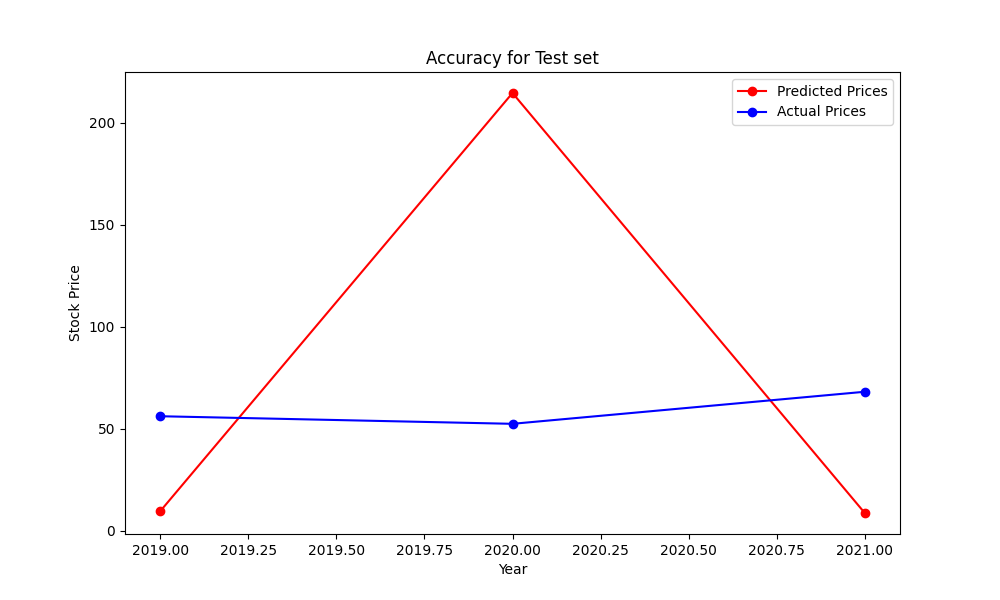 Accuracy for Test set
Predicted Prices
Actual Prices
Stock Price
200
150
100
50
0
2019.00 2019.25 2019.50 2019.75 2020.00 2020.25 2020.50 2020.75 2021.00
Year